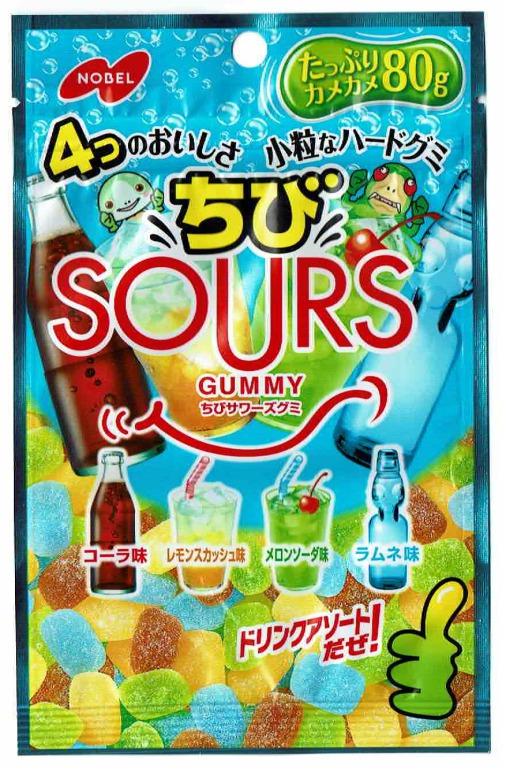 NOBEL
たっぷり
カメカメ80g
4つのおいしさ 小粒なハードグミ
ちび
SOURS
GUMMY
ちびサワーズグミ
コーラ味 レモンスカッシュ味 メロンソーダ味 ラムネ味
ドリンクアソート
だぜ!